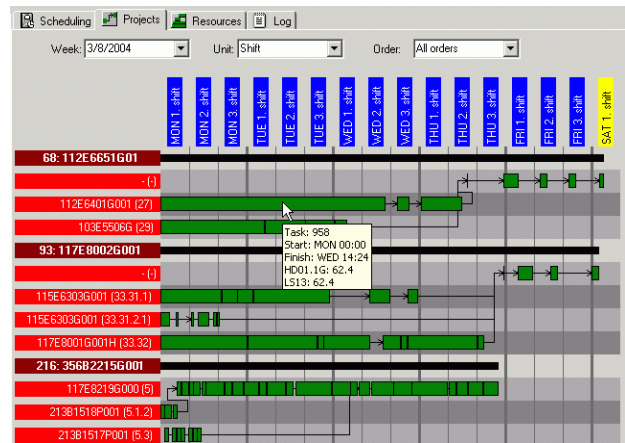 Scheduling Projects Resources Log
Week: 3/8/2004 Unit: Shift Order: All orders
MON 1. shift
MON 2. shift
MON 3. shift
TUE 1. shift
TUE 2. shift
TUE 3. shift
WED 1. shift
WED 2. shift
WED 3. shift
THU 1. shift
THU 2. shift
THU 3. shift
FRI 1. shift
FRI 2. shift
FRI 3. shift
SAT 1. shift
68: 112E6651G01
- (-)
112E6401G001 (27)
103E5506G (29)
Task: 958
Start: MON 00:00
Finish: WED 14:24
HD01.1G: 62.4
LS13: 62.4
93: 117E8002G001
- (-)
115E6303G001 (33.31.1)
115E6303G001 (33.31.2.1)
117E8001G001H (33.32)
216: 356B2215G001
117E8219G000 (5)
213B1518P001 (5.1.2)
213B1517P001 (5.3)